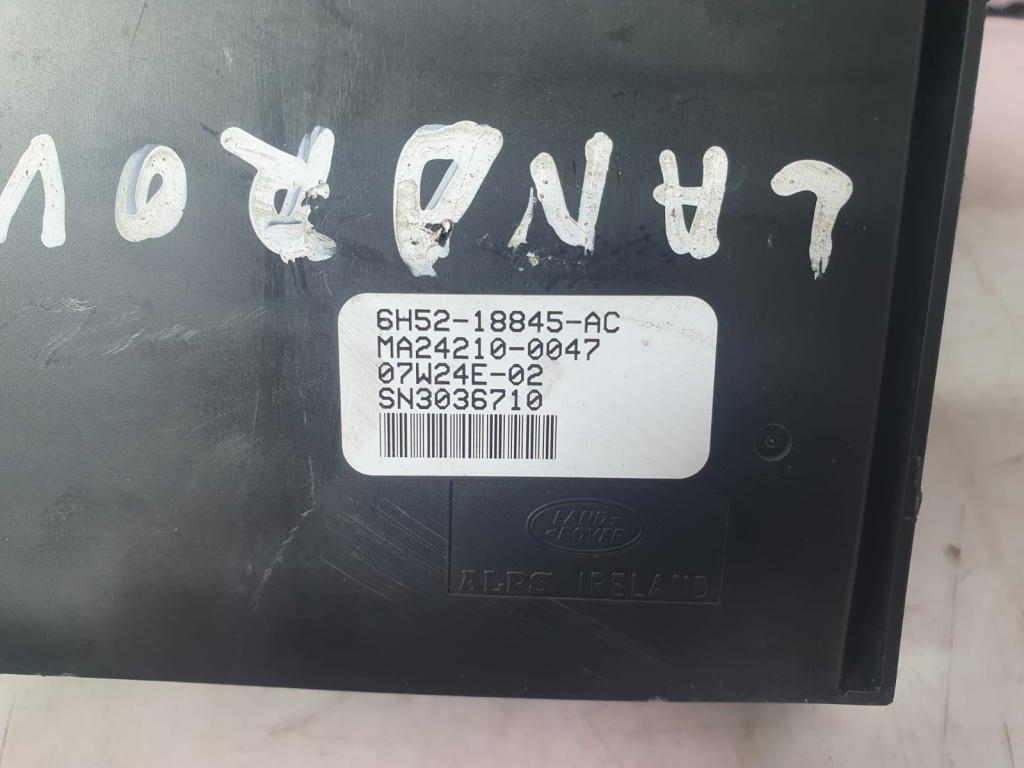 LANDROV
6H52-18845-AC
MA24210-0047
07W24E-02
SN3036710
LAND-
ROVER
ALPS IRELAND